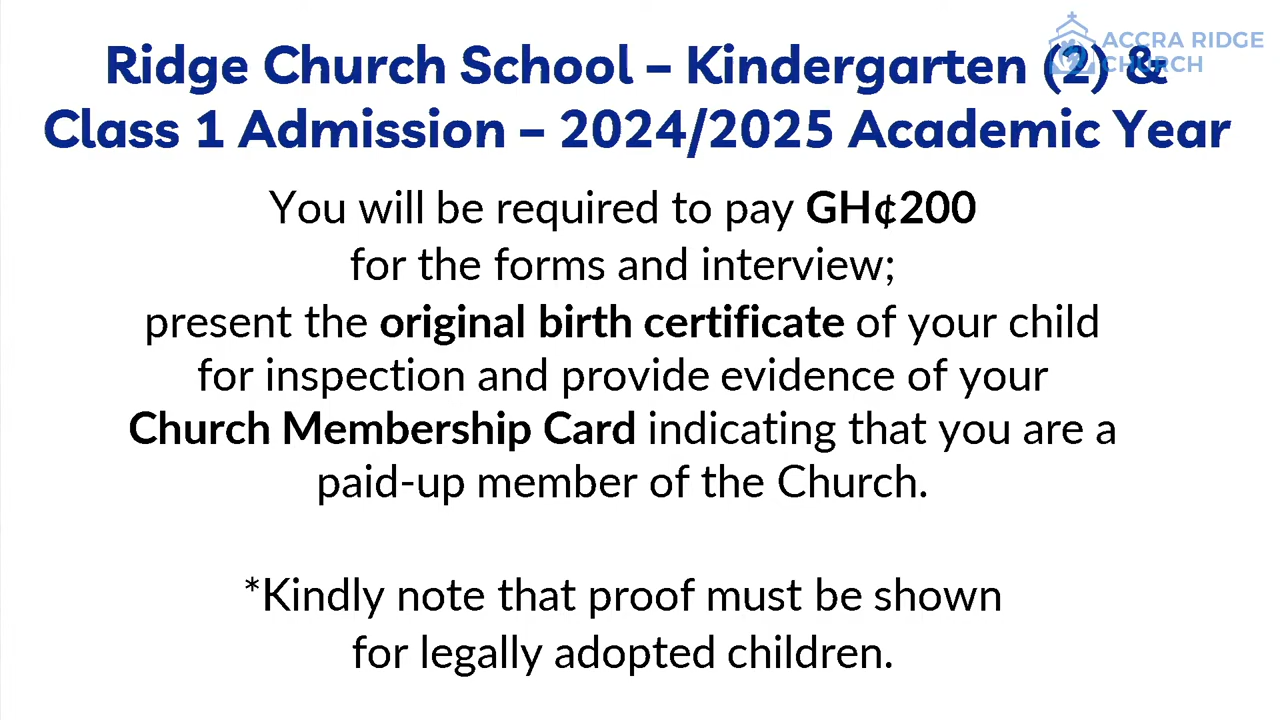 ACCRA RIDGE
CHURCH
Ridge Church School – Kindergarten (2) &
Class 1 Admission – 2024/2025 Academic Year
You will be required to pay GH¢200
for the forms and interview;
present the original birth certificate of your child
for inspection and provide evidence of your
Church Membership Card indicating that you are a
paid-up member of the Church.
*Kindly note that proof must be shown
for legally adopted children.